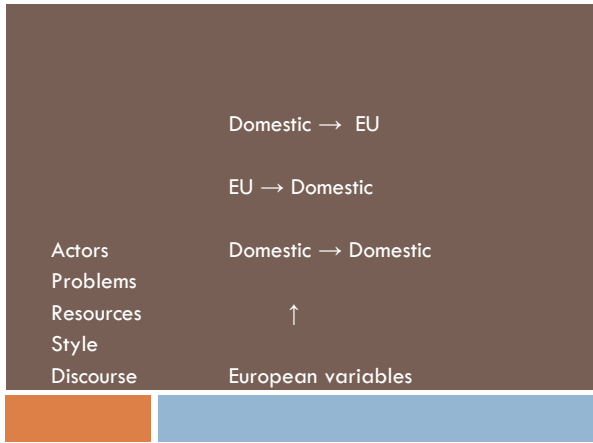 Domestic → EU
EU → Domestic
Actors Domestic → Domestic
Problems
Resources ↑
Style
Discourse European variables